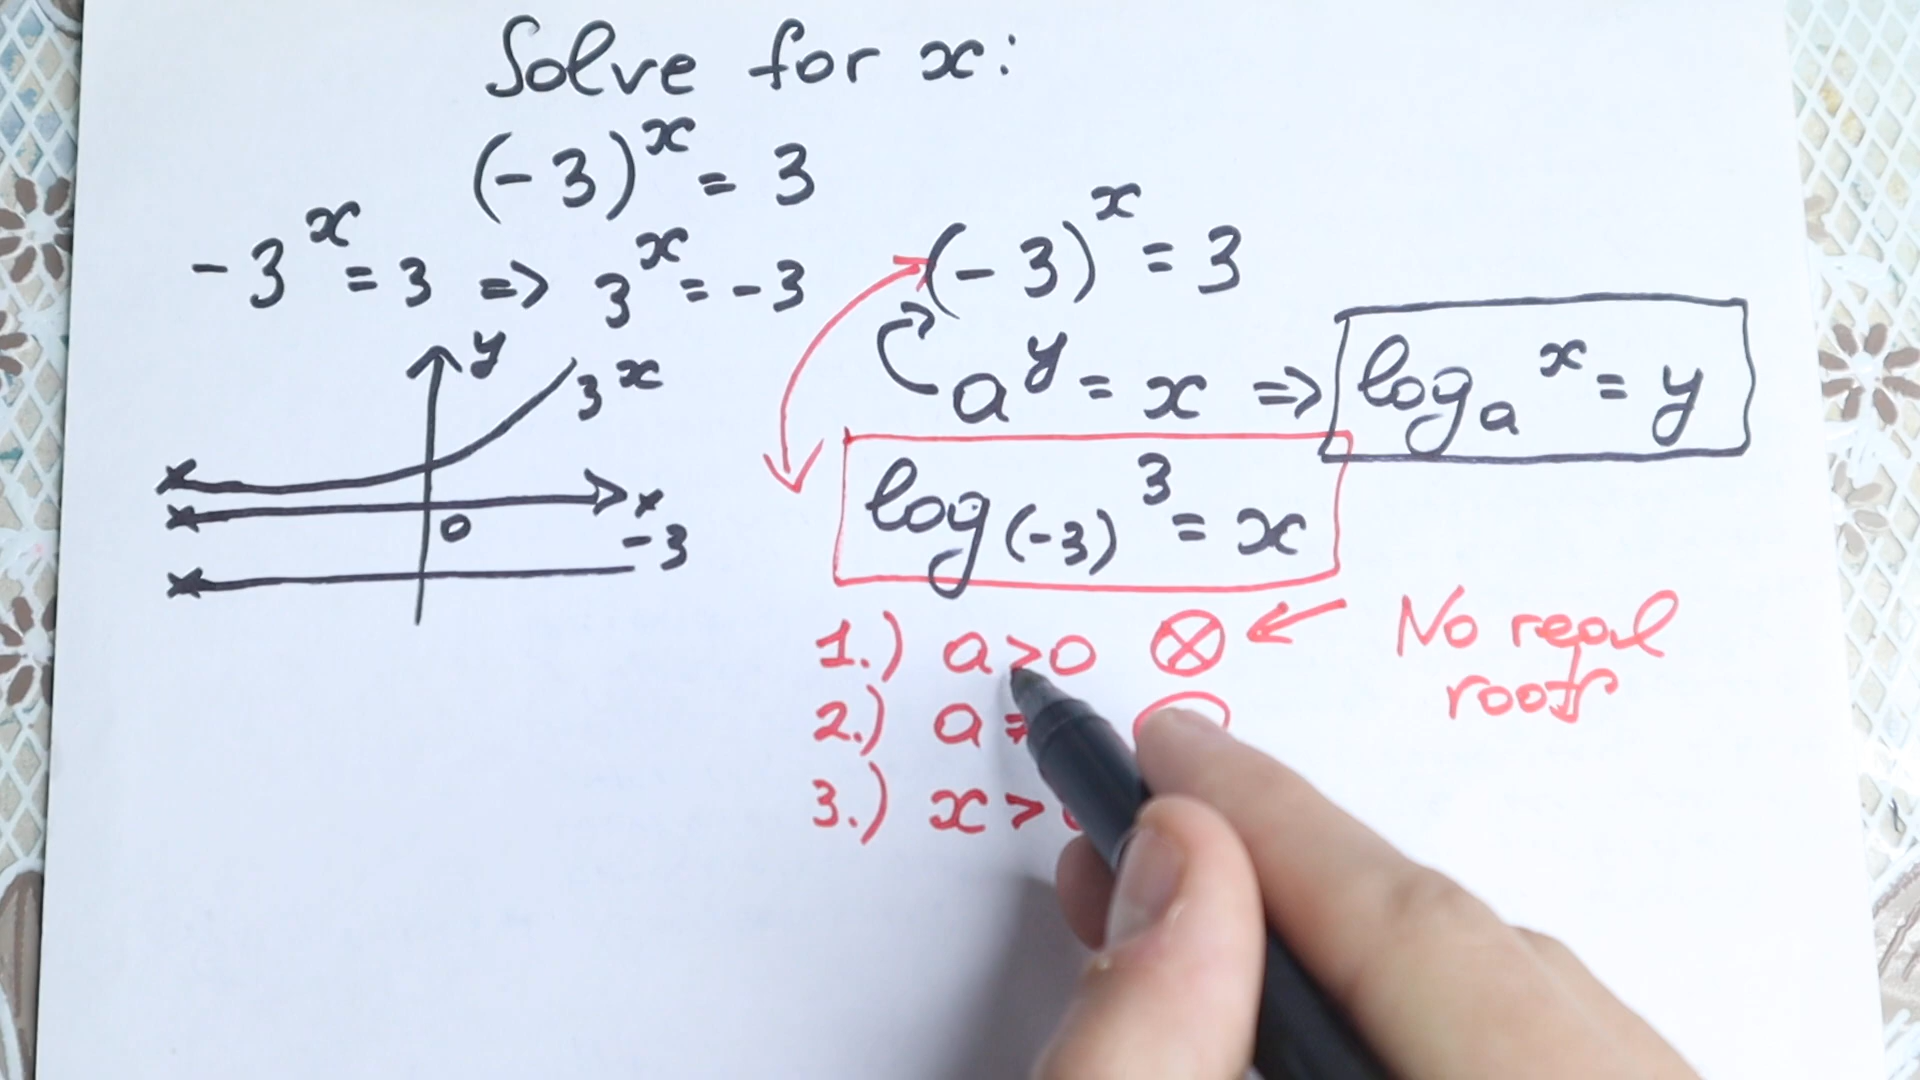 Solve for x:
(-3)^x = 3
-3^x = 3 => 3^x = -3
y
3^x
x
0
-3
(-3)^x = 3
a^y = x => log_a^x = y
log_(-3)^3 = x
1.) a>0 ⊗ ← No real
roots
2.) a
3.) x >